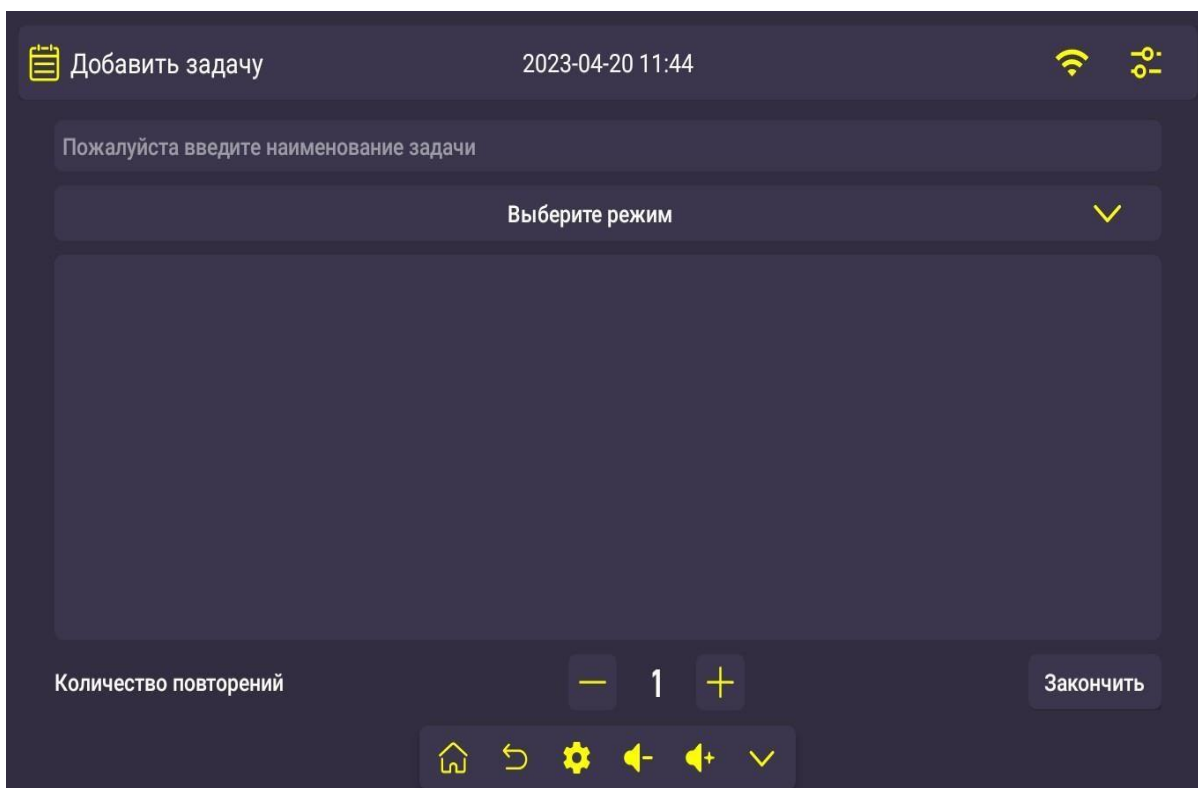 Добавить задачу
2023-04-20 11:44
Пожалуйста введите наименование задачи
Выберите режим
Количество повторений
1
Закончить